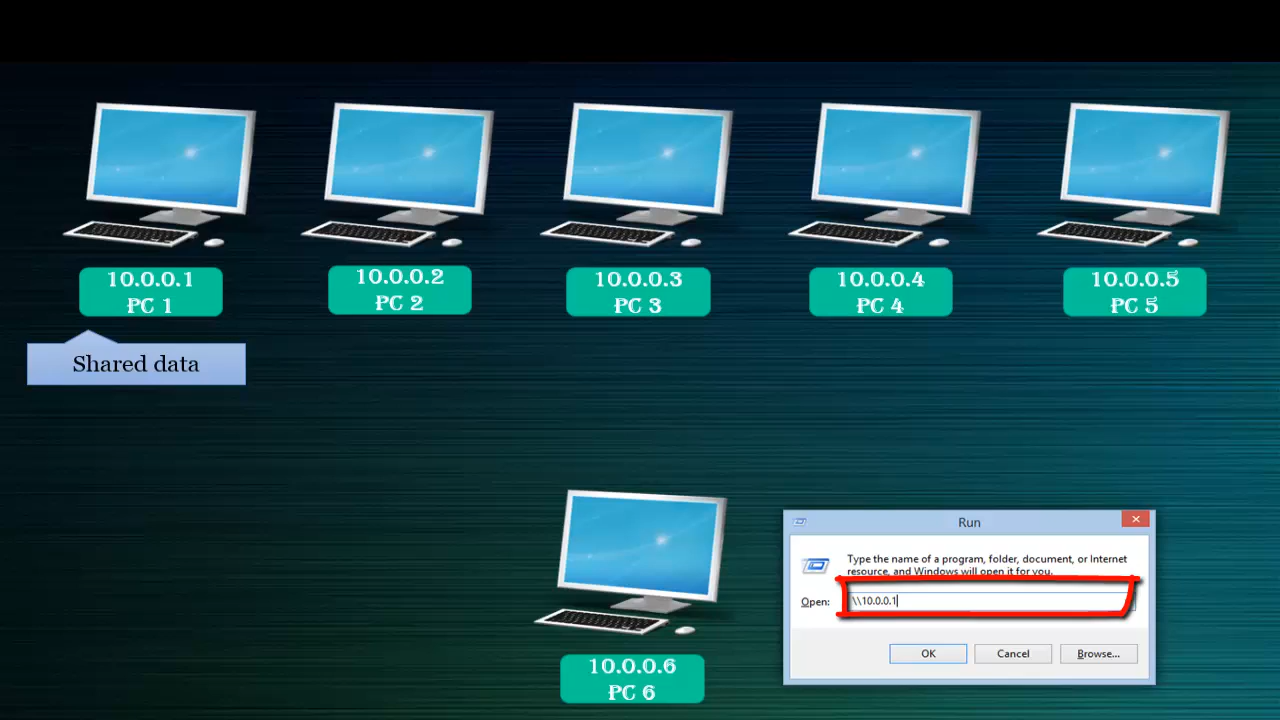 10.0.0.1
PC 1
10.0.0.2
PC 2
10.0.0.3
PC 3
10.0.0.4
PC 4
10.0.0.5
PC 5
Shared data
10.0.0.6
PC 6
Run
Type the name of a program, folder, document, or Internet
resource, and Windows will open it for you.
Open: \\10.0.0.1
OK Cancel Browse...